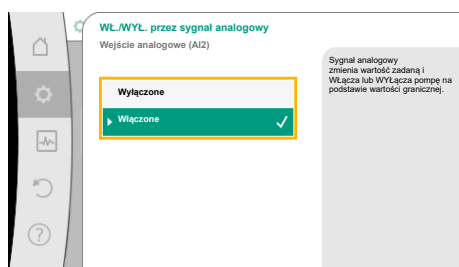 WŁ./WYŁ. przez sygnał analogowy
Wejście analogowe (AI2)
Sygnał analogowy
zmienia wartość zadaną i
WŁącza lub WYŁącza pompę na
podstawie wartości granicznej.
Wyłączone
Włączone
?